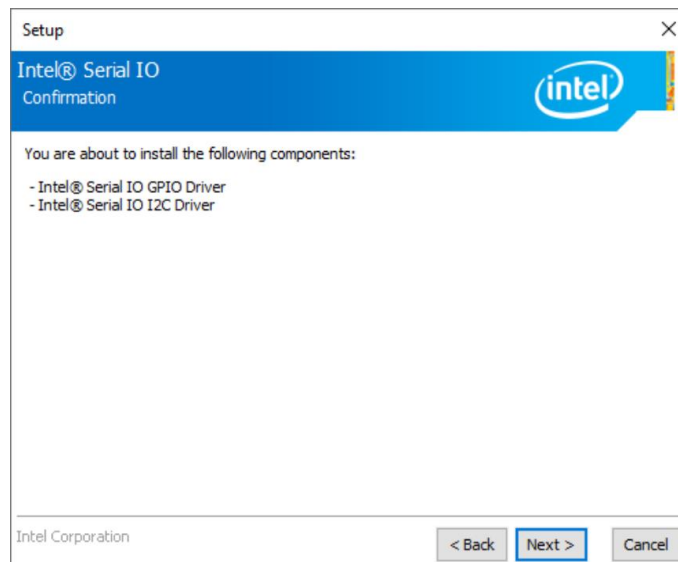 Setup
Intel® Serial IO
Confirmation
intel
You are about to install the following components:
- Intel® Serial IO GPIO Driver
- Intel® Serial IO I2C Driver
Intel Corporation
< Back Next > Cancel